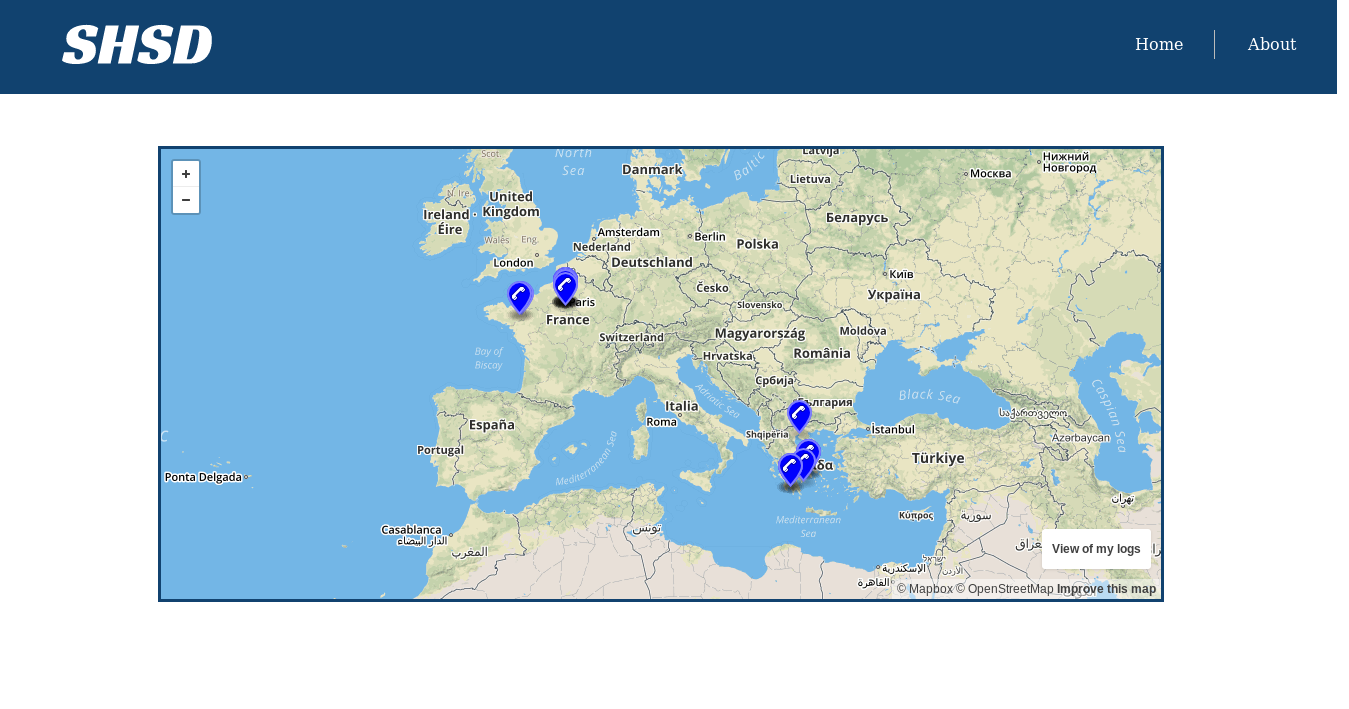 SHSD
Home
About
+
−
Scot.
North
Sea
Danmark
Baltic
Latvija
Lietuva
Москва
Нижний
Новгород
N. Ire.
United
Kingdom
Ireland
Éire
Wales
Eng.
London
Amsterdam
Nederland
Berlin
Deutschland
Polska
Беларусь
Київ
Україна
Česko
Slovensko
aris
France
Switzerland
Magyarország
Moldova
România
Hrvatska
Србија
България
Bay of
Biscay
Italia
Roma
Adriatic Sea
Shqipëria
Black Sea
Caspian Sea
საქართველო
Azərbaycan
İstanbul
Türkiye
España
Portugal
C
Ponta Delgada
Mediterranean Sea
δα
Mediterranean
Sea
Κύπρος
سورية
تهران
Casablanca
الدار البيضاء
المغرب
تونس
ישראל
الأردن
الإسكندرية
القاهرة
View of my logs
© Mapbox © OpenStreetMap Improve this map